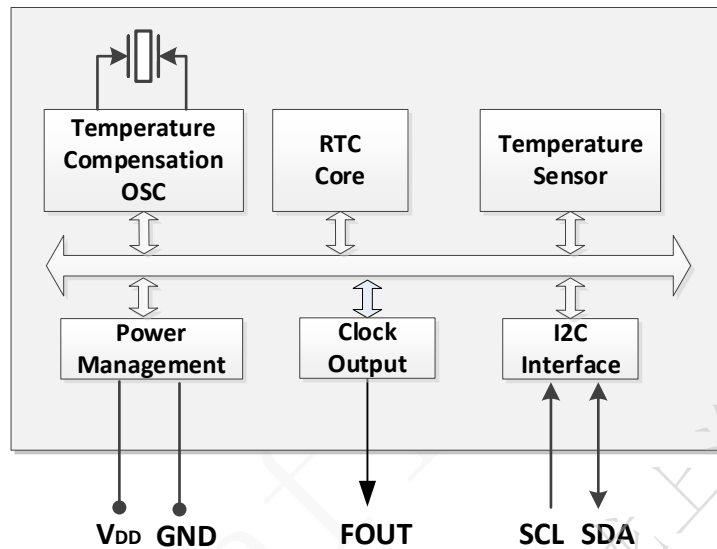 Temperature
Compensation
OSC
RTC
Core
Temperature
Sensor
Power
Management
Clock
Output
I2C
Interface
VDD GND FOUT SCL SDA